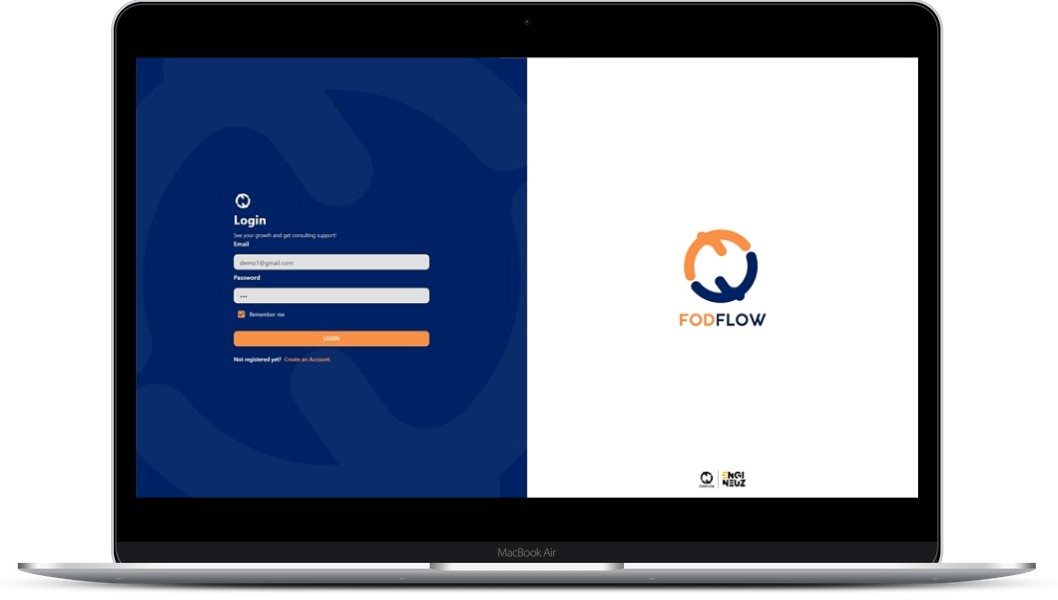 Login
See your growth and get consulting support!
Email
demo1@gmail.com
Password
Remember me
LOGIN
Not registered yet? Create an Account.
FODFLOW
FODFLOW
ENGI
NEUZ
MacBook Air